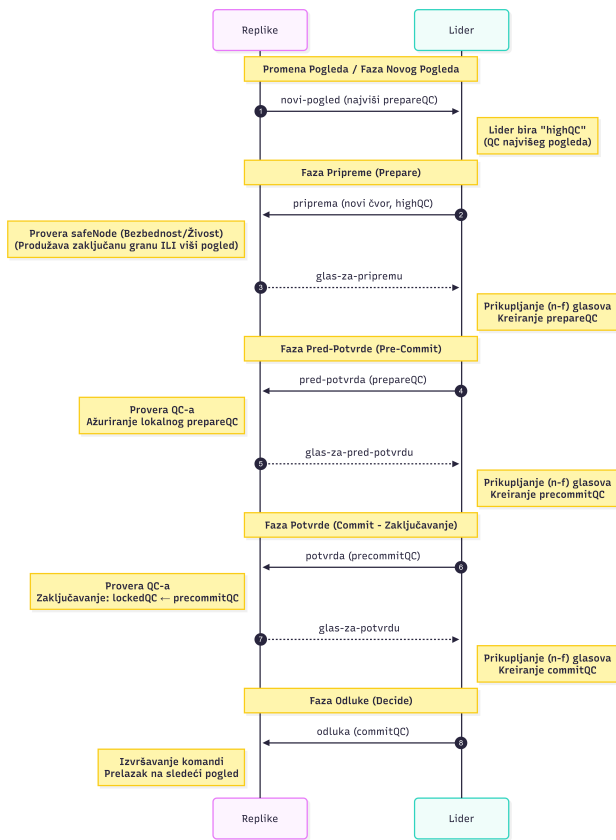 Replike
Lider
Promena Pogleda / Faza Novog Pogleda
novi-pogled (najviši prepareQC)
1
Lider bira "highQC"
(QC najvišeg pogleda)
Faza Pripreme (Prepare)
priprema (novi čvor, highQC)
2
Provera safeNode (Bezbednost/Živost)
(Produžava zaključanu granu ILI viši pogled)
glas-za-pripremu
3
Prikupljanje (n-f) glasova
Kreiranje prepareQC
Faza Pred-Potvrde (Pre-Commit)
pred-potvrda (prepareQC)
4
Provera QC-a
Ažuriranje lokalnog prepareQC
glas-za-pred-potvrdu
5
Prikupljanje (n-f) glasova
Kreiranje precommitQC
Faza Potvrde (Commit - Zaključavanje)
potvrda (precommitQC)
6
Provera QC-a
Zaključavanje: lockedQC ← precommitQC
glas-za-potvrdu
7
Prikupljanje (n-f) glasova
Kreiranje commitQC
Faza Odluke (Decide)
odluka (commitQC)
8
Izvršavanje komandi
Prelazak na sledeći pogled
Replike
Lider